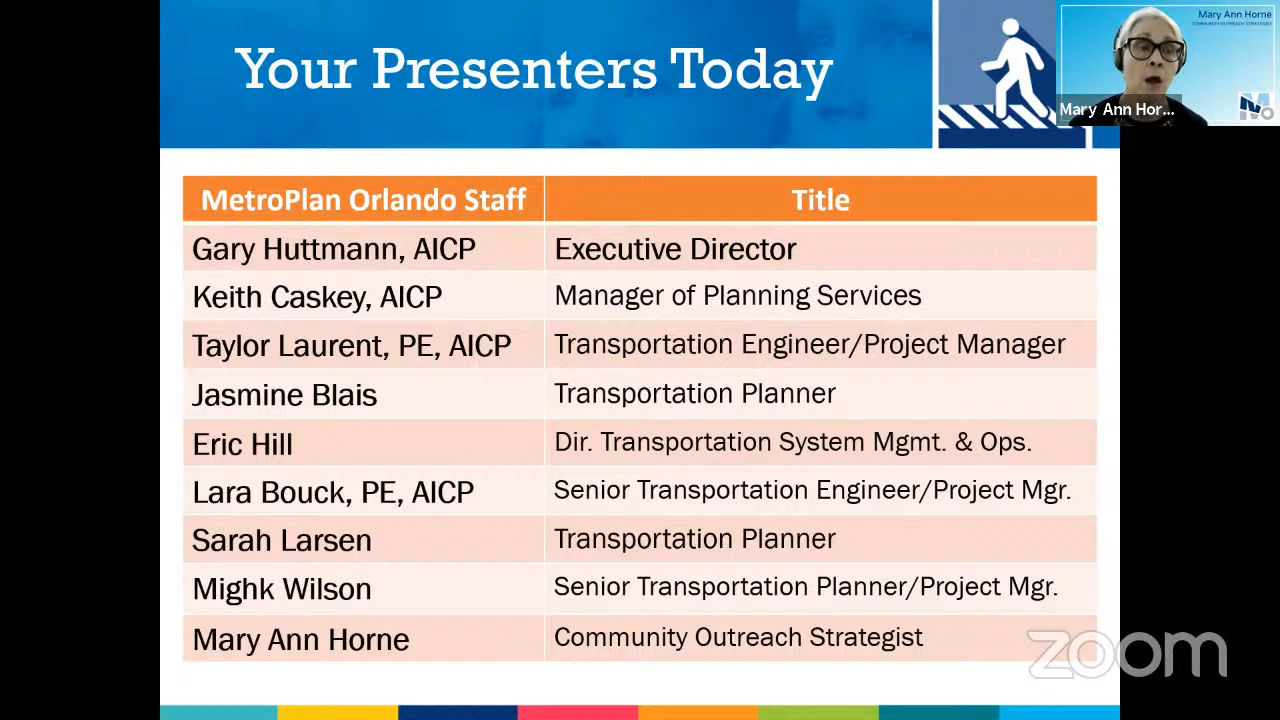 Your Presenters Today
Mary Ann Horne
COMMUNITY OUTREACH STRATEGIST
Mary Ann Hor...
MetroPlan Orlando Staff Title
Gary Huttmann, AICP Executive Director
Keith Caskey, AICP Manager of Planning Services
Taylor Laurent, PE, AICP Transportation Engineer/Project Manager
Jasmine Blais Transportation Planner
Eric Hill Dir. Transportation System Mgmt. & Ops.
Lara Bouck, PE, AICP Senior Transportation Engineer/Project Mgr.
Sarah Larsen Transportation Planner
Mighk Wilson Senior Transportation Planner/Project Mgr.
Mary Ann Horne Community Outreach Strategist
zoom